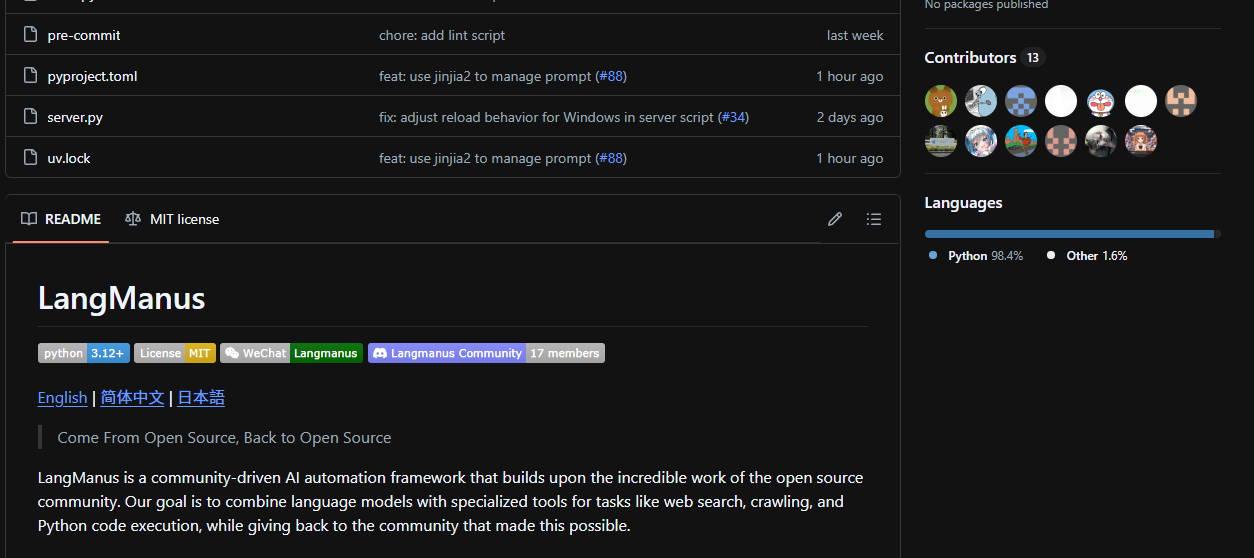 No packages published
pre-commit chore: add lint script last week
pyproject.toml feat: use jinjia2 to manage prompt (#88) 1 hour ago
server.py fix: adjust reload behavior for Windows in server script (#34) 2 days ago
uv.lock feat: use jinjia2 to manage prompt (#88) 1 hour ago
README MIT license
LangManus
python 3.12+ License MIT WeChat Langmanus Langmanus Community 17 members
English | 简体中文 | 日本語
Come From Open Source, Back to Open Source
LangManus is a community-driven AI automation framework that builds upon the incredible work of the open source
community. Our goal is to combine language models with specialized tools for tasks like web search, crawling, and
Python code execution, while giving back to the community that made this possible.
Contributors 13
Languages
Python 98.4% Other 1.6%